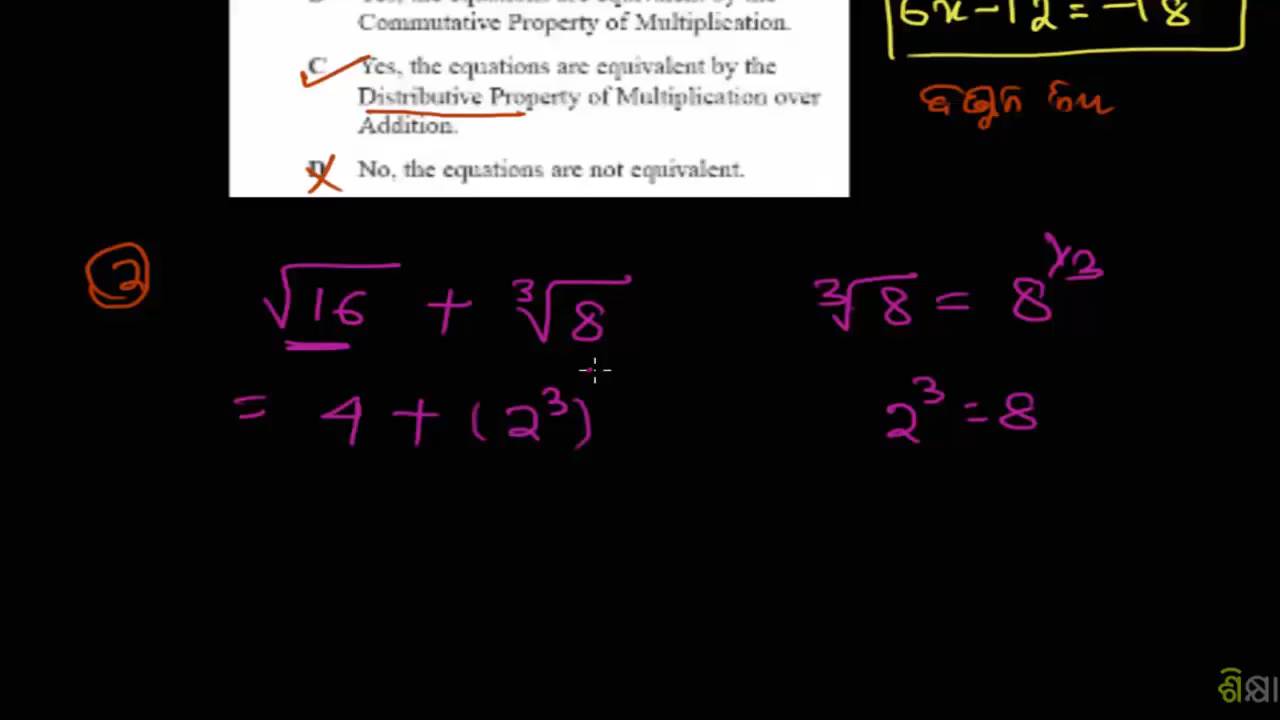 Commutative Property of Multiplication.
6x-12=-18
C Yes, the equations are equivalent by the
Distributive Property of Multiplication over
Addition.
D No, the equations are not equivalent.
2
√16 + ∛8
∛8 = 8^{1/3}
= 4 + (2³)
2³ = 8
ଶିକ୍ଷା